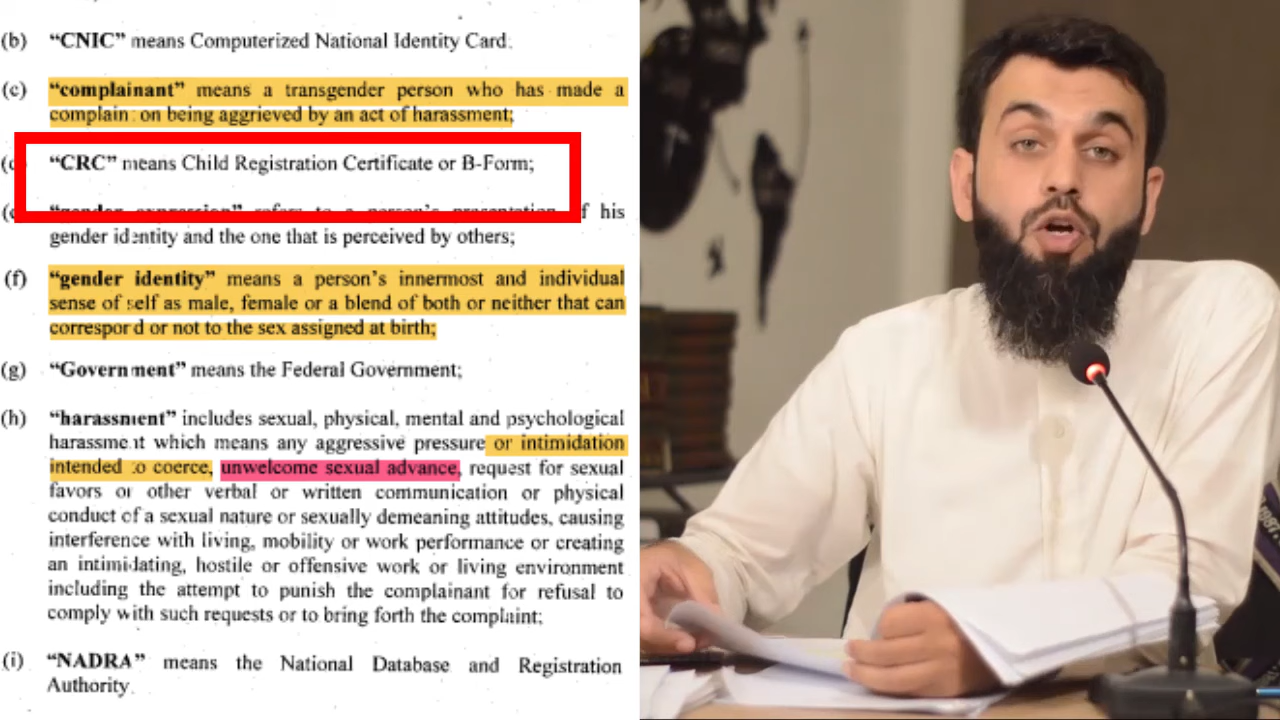 (b) “CNIC” means Computerized National Identity Card.
(c) “complainant” means a transgender person who has made a
complain on being aggrieved by an act of harassment;
“CRC” means Child Registration Certificate or B-Form;
“gender expression” refers to a person’s presentation of his
gender identity and the one that is perceived by others;
(f) “gender identity” means a person’s innermost and individual
sense of self as male, female or a blend of both or neither that can
correspond or not to the sex assigned at birth;
(g) “Government” means the Federal Government;
(h) “harassment” includes sexual, physical, mental and psychological
harassment which means any aggressive pressure or intimidation
intended to coerce, unwelcome sexual advance, request for sexual
favors or other verbal or written communication or physical
conduct of a sexual nature or sexually demeaning attitudes, causing
interference with living, mobility or work performance or creating
an intimidating, hostile or offensive work or living environment
including the attempt to punish the complainant for refusal to
comply with such requests or to bring forth the complaint;
(i) “NADRA” means the National Database and Registration
Authority.